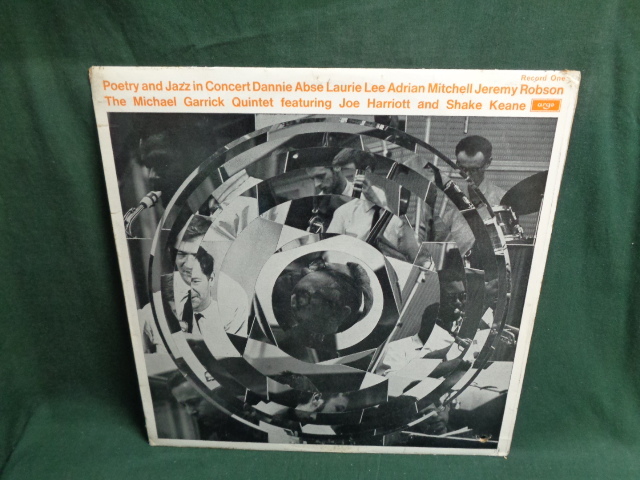 Record One
Poetry and Jazz in Concert Dannie Abse Laurie Lee Adrian Mitchell Jeremy Robson
The Michael Garrick Quintet featuring Joe Harriott and Shake Keane argo